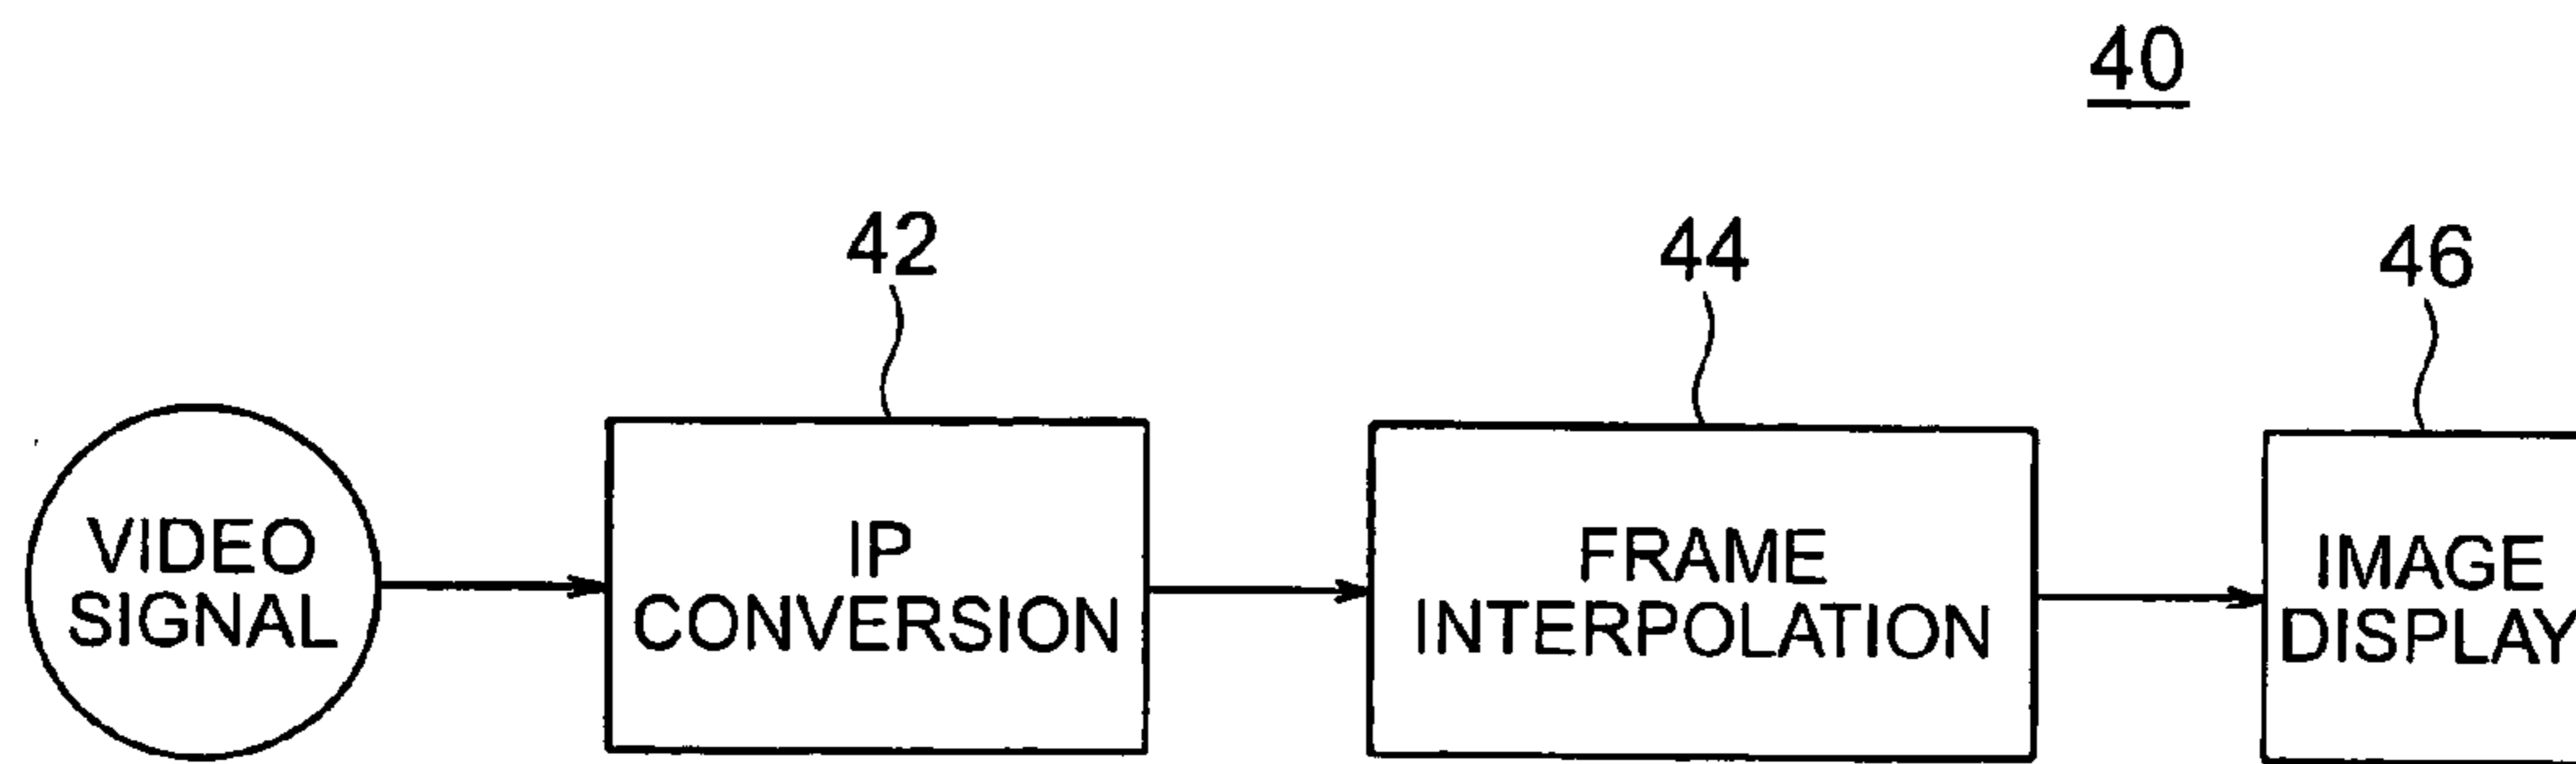 40
42
44
46
VIDEO
SIGNAL
IP
CONVERSION
FRAME
INTERPOLATION
IMAGE
DISPLAY